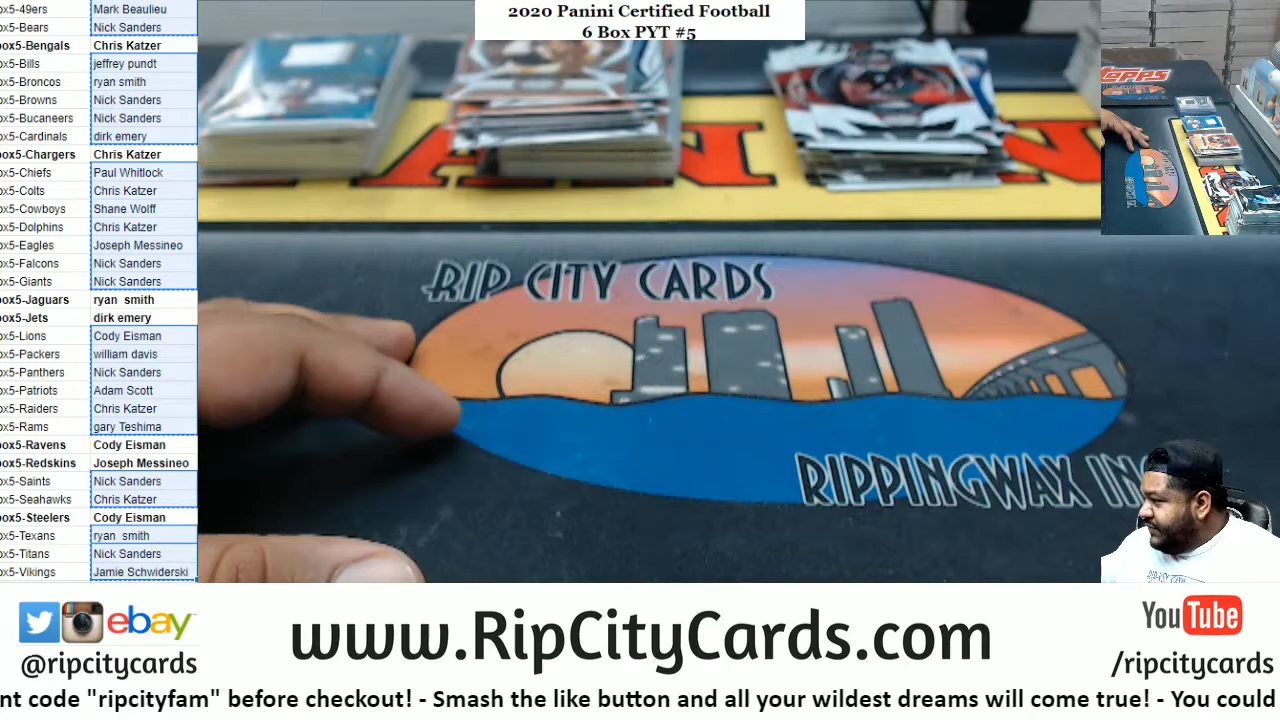 2020 Panini Certified Football
6 Box PYT #5
ox5-49ers Mark Beaulieu
ox5-Bears Nick Sanders
oox5-Bengals Chris Katzer
ox5-Bills jeffrey pundt
ox5-Broncos ryan smith
ox5-Browns Nick Sanders
ox5-Bucaneers Nick Sanders
ox5-Cardinals dirk emery
oox5-Chargers Chris Katzer
ox5-Chiefs Paul Whitlock
ox5-Colts Chris Katzer
ox5-Cowboys Shane Wolff
ox5-Dolphins Chris Katzer
ox5-Eagles Joseph Messineo
ox5-Falcons Nick Sanders
ox5-Giants Nick Sanders
oox5-Jaguars ryan smith
oox5-Jets dirk emery
ox5-Lions Cody Eisman
ox5-Packers william davis
ox5-Panthers Nick Sanders
ox5-Patriots Adam Scott
ox5-Raiders Chris Katzer
ox5-Rams gary Teshima
oox5-Ravens Cody Eisman
oox5-Redskins Joseph Messineo
ox5-Saints Nick Sanders
ox5-Seahawks Chris Katzer
oox5-Steelers Cody Eisman
ox5-Texans ryan smith
ox5-Titans Nick Sanders
ox5-Vikings Jamie Schwiderski
topps
RIP CITY CARDS
RIPPINGWAX IN
ebay
@ripcitycards
www.RipCityCards.com
YouTube
/ripcitycards
nt code "ripcityfam" before checkout! - Smash the like button and all your wildest dreams will come true! - You could